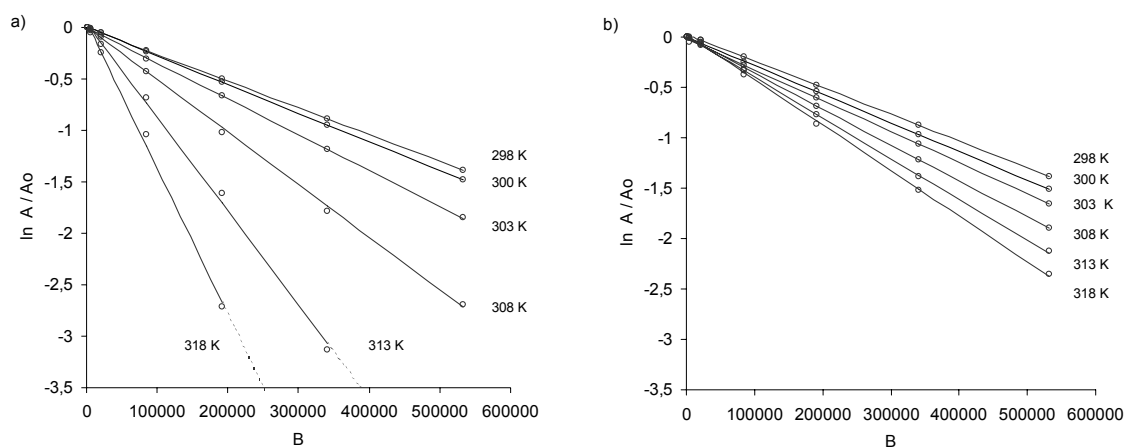 a)
ln A / Ao
0
-0,5
-1
-1,5
-2
-2,5
-3
-3.5
298 K
300 K
303 K
308 K
318 K
313 K
0 100000 200000 300000 400000 500000 600000
B
b)
ln A / Ao
0
-0,5
-1
-1,5
-2
-2,5
-3
-3,5
298 K
300 K
303 K
308 K
313 K
318 K
0 100000 200000 300000 400000 500000 600000
B